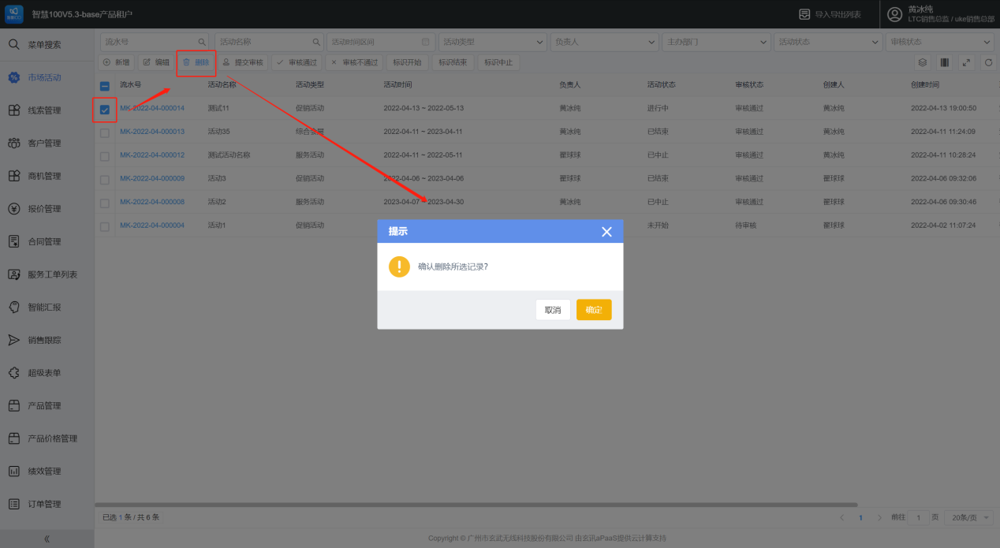 智慧100V5.3-base产品租户
导入导出列表
黄冰纯
LTC销售总监 / uke销售总部
菜单搜索
流水号 活动名称 活动时间区间 活动类型 负责人 主办部门 活动状态 审核状态
新增 编辑 删除 提交审核 审核通过 审核不通过 标识开始 标识结束 标识中止
市场活动
线索管理
客户管理
商机管理
报价管理
合同管理
服务工单列表
智能汇报
销售跟踪
超级表单
产品管理
产品价格管理
绩效管理
订单管理
流水号 活动名称 活动类型 活动时间 负责人 活动状态 审核状态 创建人 创建时间
MK-2022-04-000014 测试11 促销活动 2022-04-13 ~ 2022-05-13 黄冰纯 进行中 审核通过 黄冰纯 2022-04-13 19:00:50
MK-2022-04-000013 活动35 综合会展 2022-04-11 ~ 2023-04-11 黄冰纯 已结束 审核通过 黄冰纯 2022-04-11 11:24:09
MK-2022-04-000012 测试活动名称 服务活动 2022-04-11 ~ 2022-05-11 翟球球 已中止 审核通过 黄冰纯 2022-04-11 10:28:24
MK-2022-04-000009 活动3 促销活动 2022-04-06 ~ 2023-04-06 翟球球 已结束 审核通过 翟球球 2022-04-06 09:32:06
MK-2022-04-000008 活动2 服务活动 2023-04-07 ~ 2023-04-30 黄冰纯 已中止 审核通过 翟球球 2022-04-06 09:30:46
MK-2022-04-000004 活动1 促销活动 未开始 待审核 翟球球 2022-04-02 11:07:24
提示
确认删除所选记录?
取消 确定
已选 1 条 / 共 6 条
1 前往 1 页 20条/页
Copyright © 广州市玄武无线科技股份有限公司 由玄讯aPaaS提供云计算支持